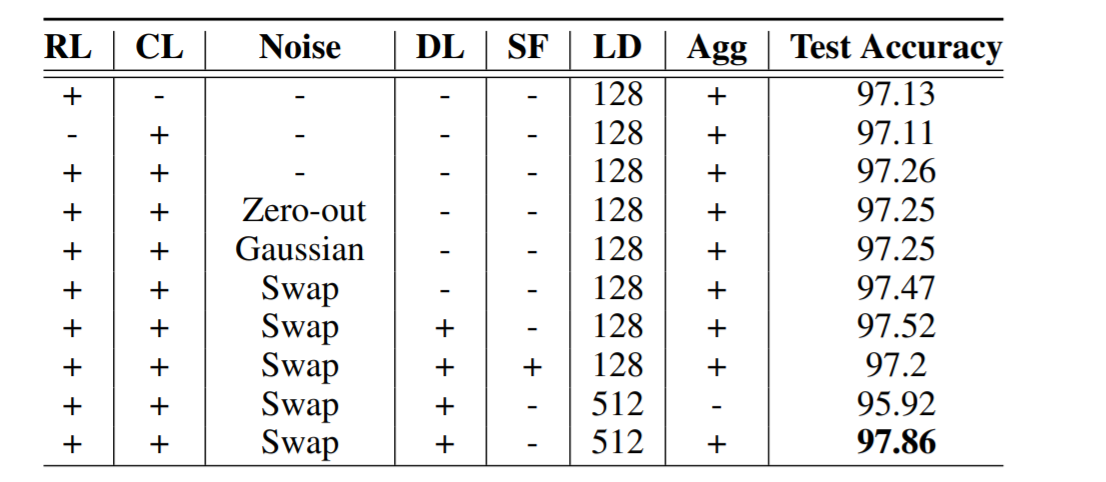 RL CL Noise DL SF LD Agg Test Accuracy
+ - - - - 128 + 97.13
- + - - - 128 + 97.11
+ + - - - 128 + 97.26
+ + Zero-out - - 128 + 97.25
+ + Gaussian - - 128 + 97.25
+ + Swap - - 128 + 97.47
+ + Swap + - 128 + 97.52
+ + Swap + + 128 + 97.2
+ + Swap + - 512 - 95.92
+ + Swap + - 512 + 97.86